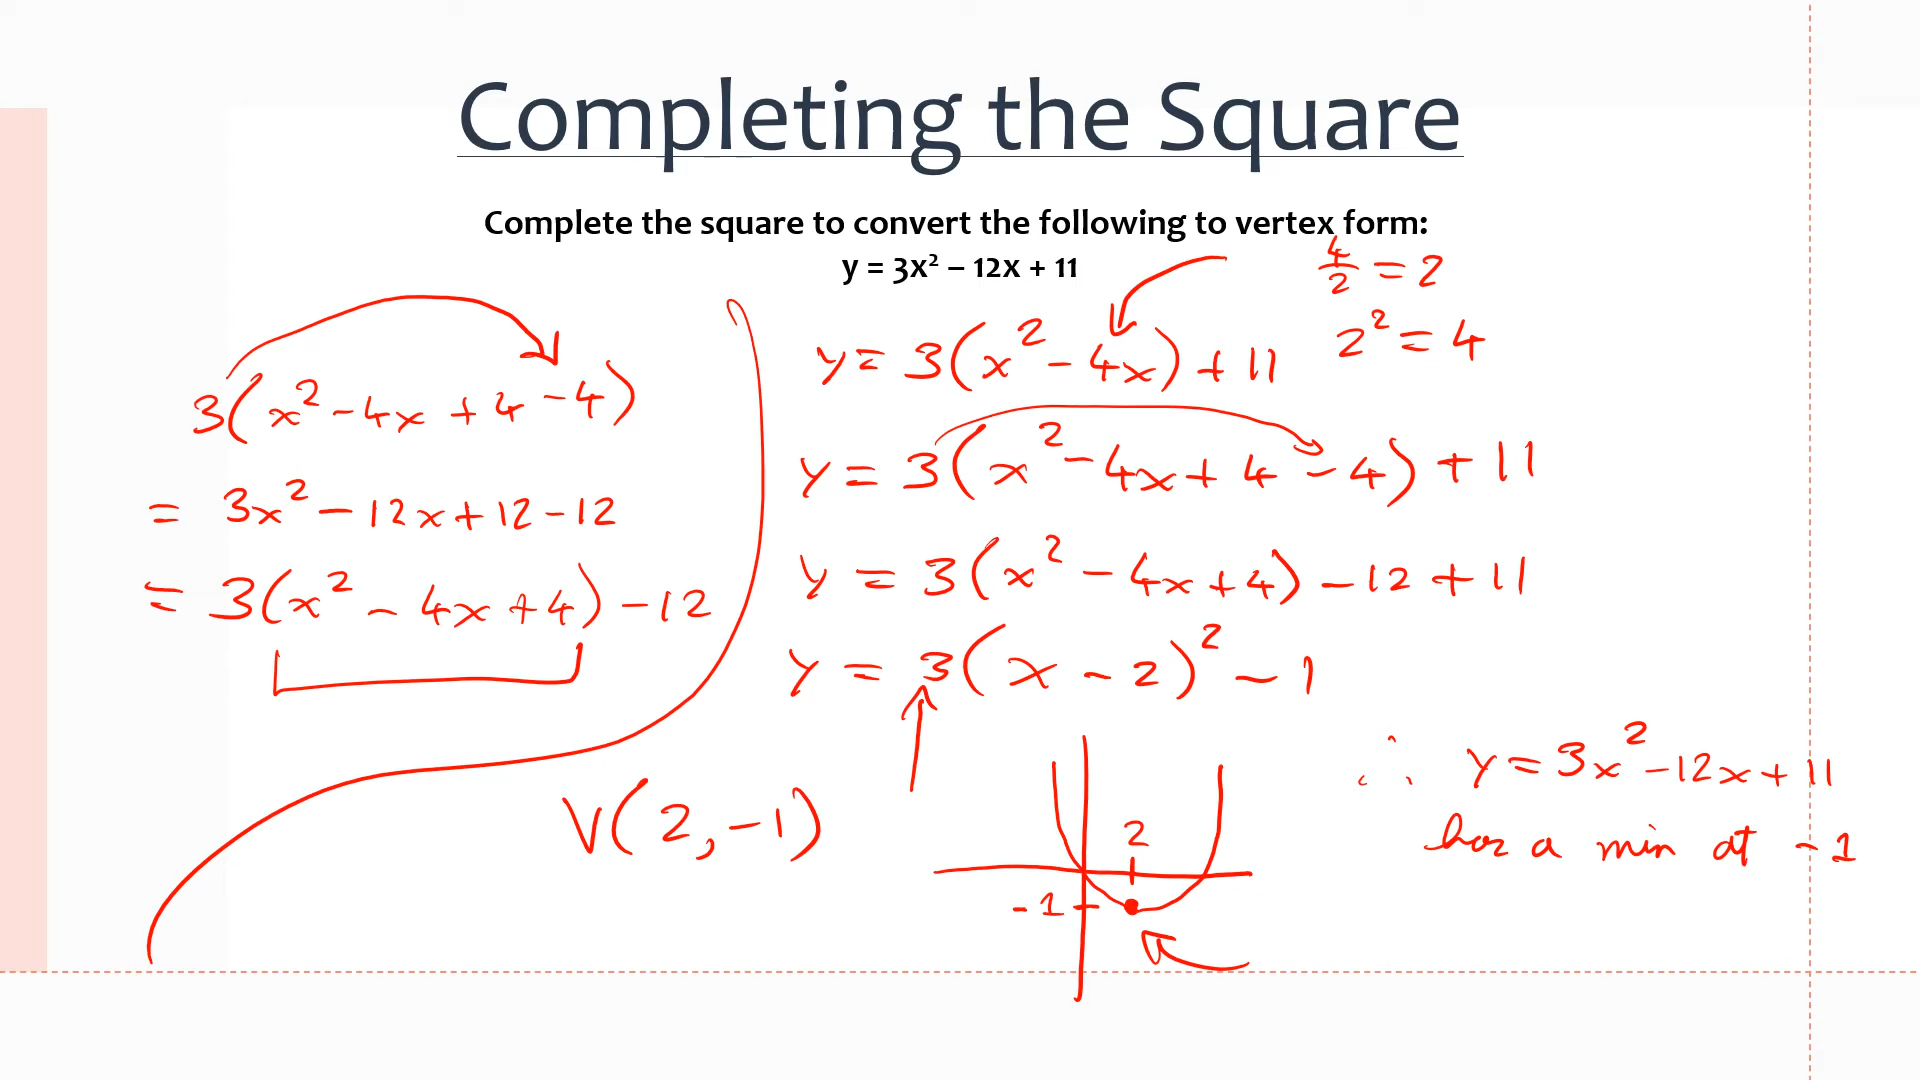 Completing the Square
Complete the square to convert the following to vertex form:
y = 3x² – 12x + 11
4/2 = 2
2² = 4
3(x² - 4x + 4 - 4)
= 3x² - 12x + 12 - 12
= 3(x² - 4x + 4) - 12
y = 3(x² - 4x) + 11
y = 3(x² - 4x + 4 - 4) + 11
y = 3(x² - 4x + 4) - 12 + 11
y = 3(x - 2)² - 1
V(2, -1)
2
-1
∴ y = 3x² - 12x + 11
has a min at -1